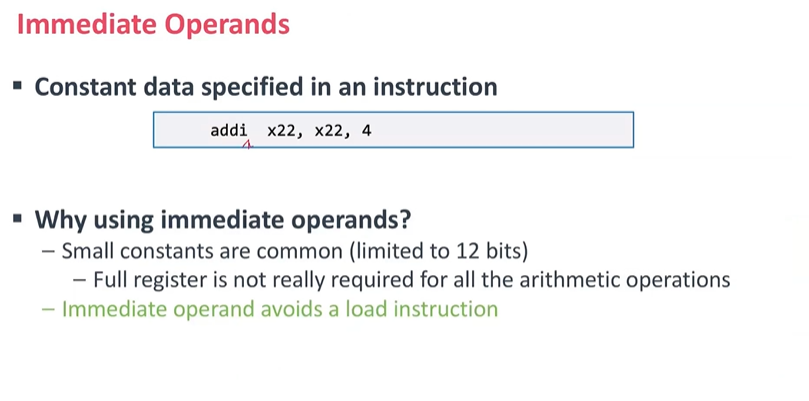 Immediate Operands
▪ Constant data specified in an instruction
addi x22, x22, 4
▪ Why using immediate operands?
– Small constants are common (limited to 12 bits)
– Full register is not really required for all the arithmetic operations
– Immediate operand avoids a load instruction